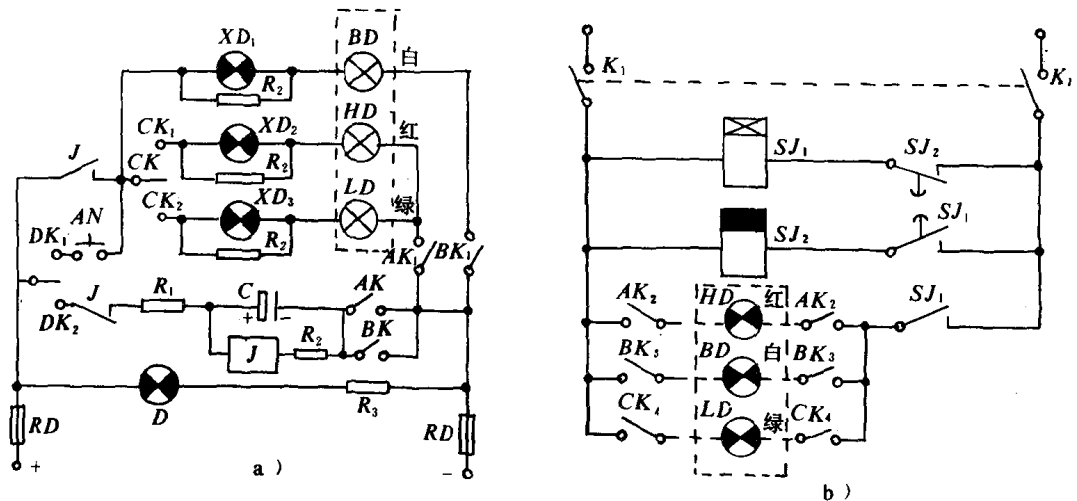 XD₁
BD
白
R₂
CK₁
XD₂
HD
红
J
CK
R₂
CK₂
XD₃
LD
绿
AN
R₂
DK₁
AK
BK₁
J
R₁
C
AK
DK₂
+
-
BK
J
R₂
D
R₃
RD
RD
+
-
a)
K₁
K₁
SJ₁
SJ₂
SJ₂
SJ₁
AK₂
HD
红
AK₂
SJ₁
BK₃
BD
白
BK₃
CK₄
LD
绿
CK₄
b)